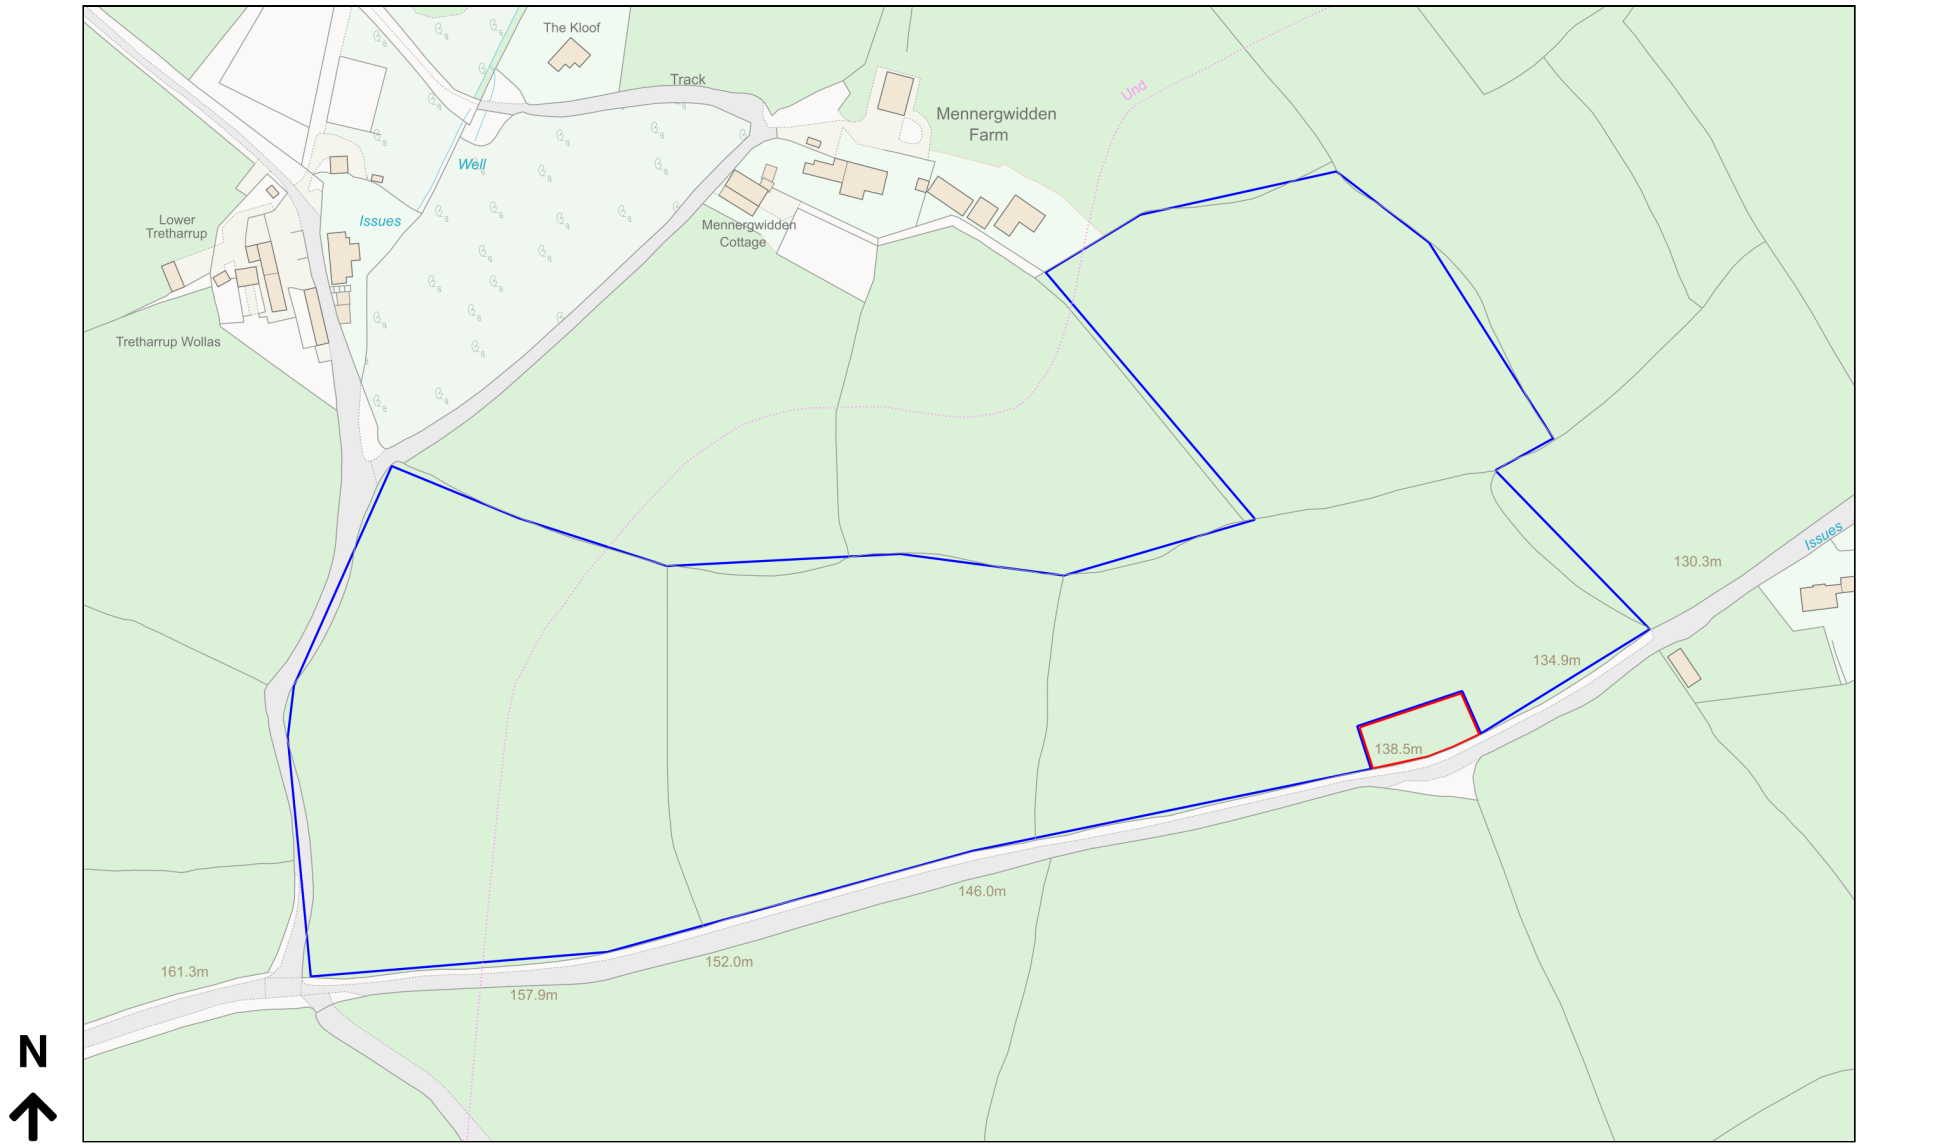 The Kloof
Track
Und
Mennergwidden
Farm
Well
Issues
Lower
Tretharrup
Mennergwidden
Cottage
Tretharrup Wollas
Issues
130.3m
134.9m
138.5m
146.0m
152.0m
161.3m
157.9m
N